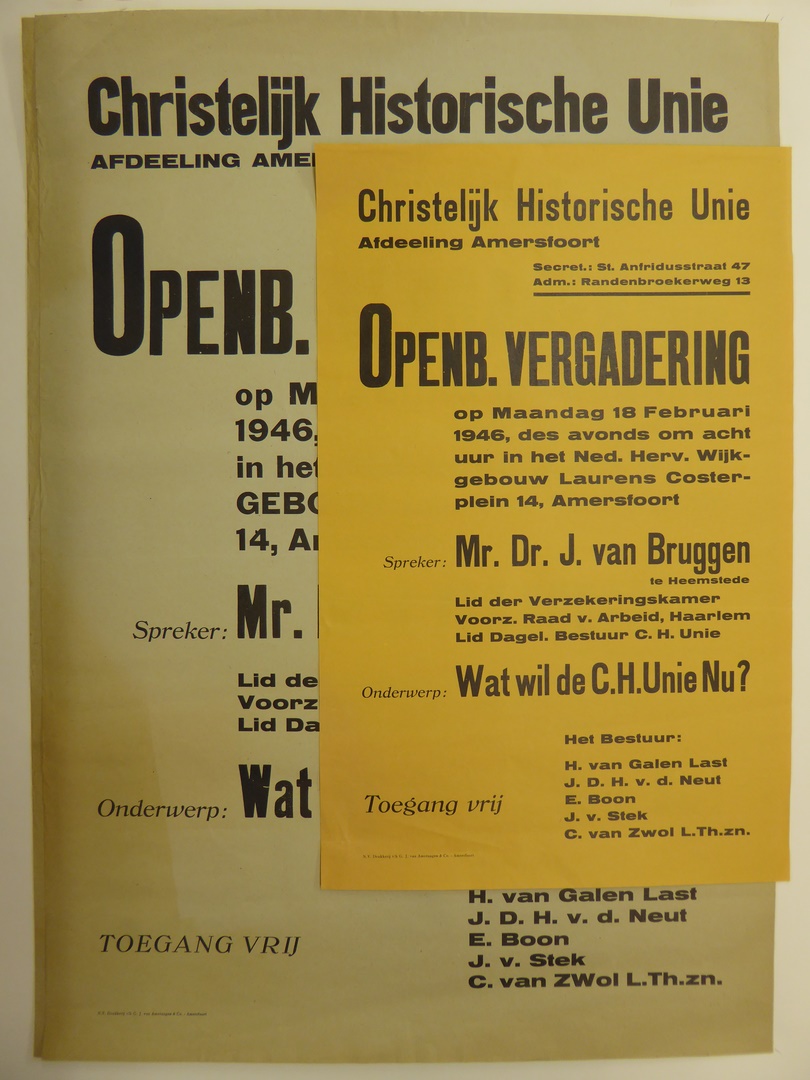 Christelijk Historische Unie
AFDEELING AME
OPENB.
op M
1946,
in het
GEBO
14, A
Spreker: Mr.
Lid de
Voorz
Lid Da
Onderwerp: Wat
H. van Galen Last
J. D. H. v. d. Neut
E. Boon
J. v. Stek
C. van ZWol L.Th.zn.
TOEGANG VRIJ
Christelijk Historische Unie
Afdeeling Amersfoort
Secret.: St. Anfridusstraat 47
Adm.: Randenbroekerweg 13
OPENB. VERGADERING
op Maandag 18 Februari
1946, des avonds om acht
uur in het Ned. Herv. Wijk-
gebouw Laurens Coster-
plein 14, Amersfoort
Spreker: Mr. Dr. J. van Bruggen
te Heemstede
Lid der Verzekeringskamer
Voorz. Raad v. Arbeid, Haarlem
Lid Dagel. Bestuur C. H. Unie
Onderwerp: Wat wil de C.H.Unie Nu?
Het Bestuur:
H. van Galen Last
J. D. H. v. d. Neut
E. Boon
J. v. Stek
C. van Zwol L.Th.zn.
Toegang vrij